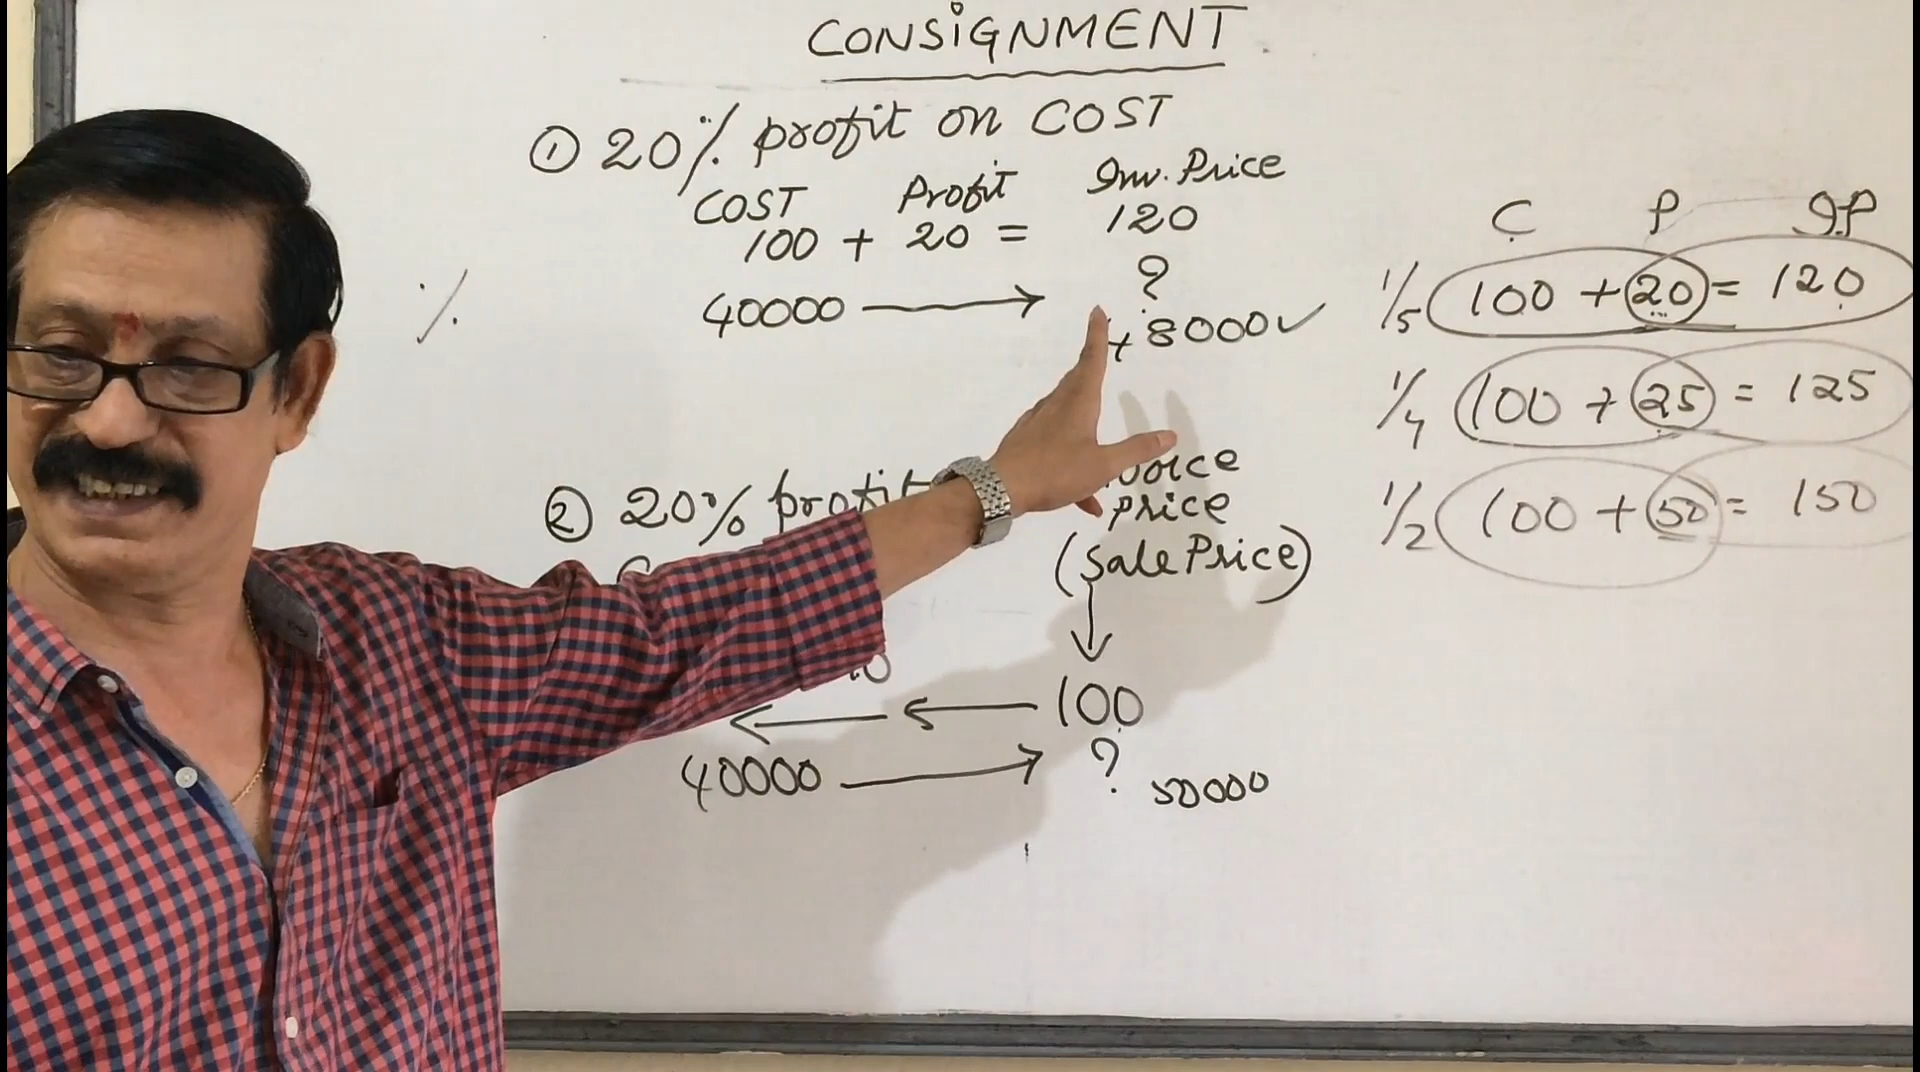 CONSIGNMENT
① 20% profit on COST
COST Profit Inv. Price
100 + 20 = 120
?
40000 → + 8000 ✓
%
② 20% profit
price
(Sale Price)
↓
← ← 100
40000 → ? 50000
C P IP
1/5 100 + 20 = 120
1/4 100 + 25 = 125
1/2 100 + 50 = 150